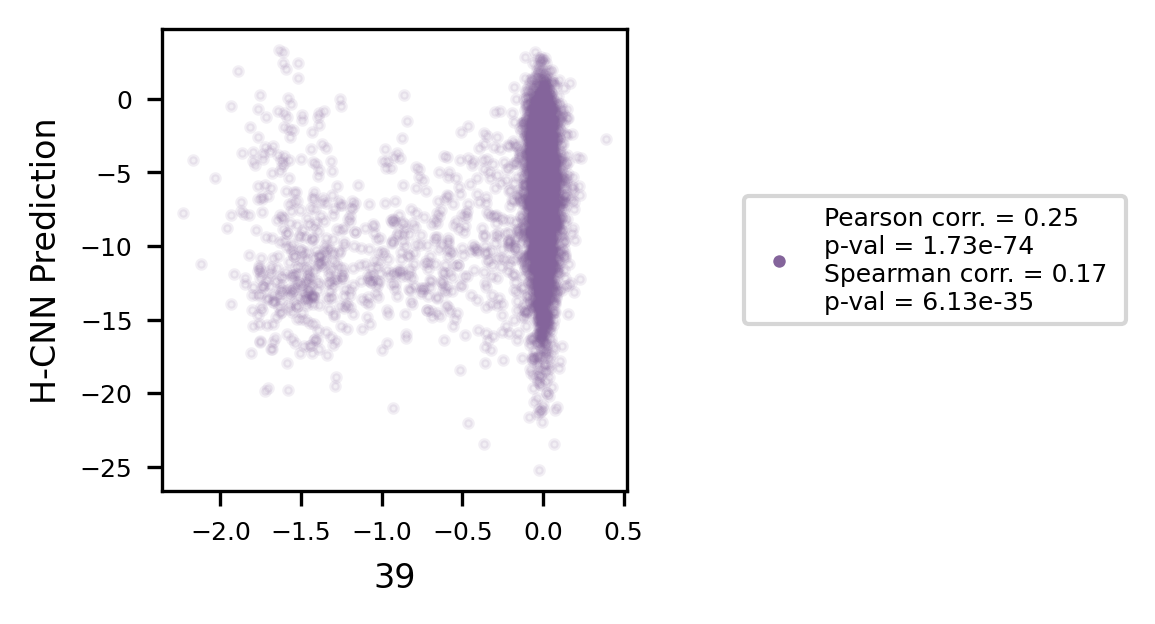 H-CNN Prediction
0
−5
−10
−15
−20
−25
−2.0 −1.5 −1.0 −0.5 0.0 0.5
39
Pearson corr. = 0.25
p-val = 1.73e-74
Spearman corr. = 0.17
p-val = 6.13e-35